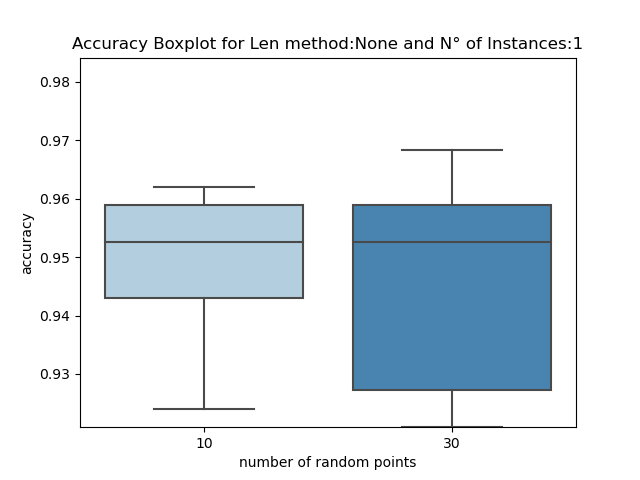 Accuracy Boxplot for Len method:None and N° of Instances:1
0.98
0.97
0.96
0.95
0.94
0.93
accuracy
10 30
number of random points